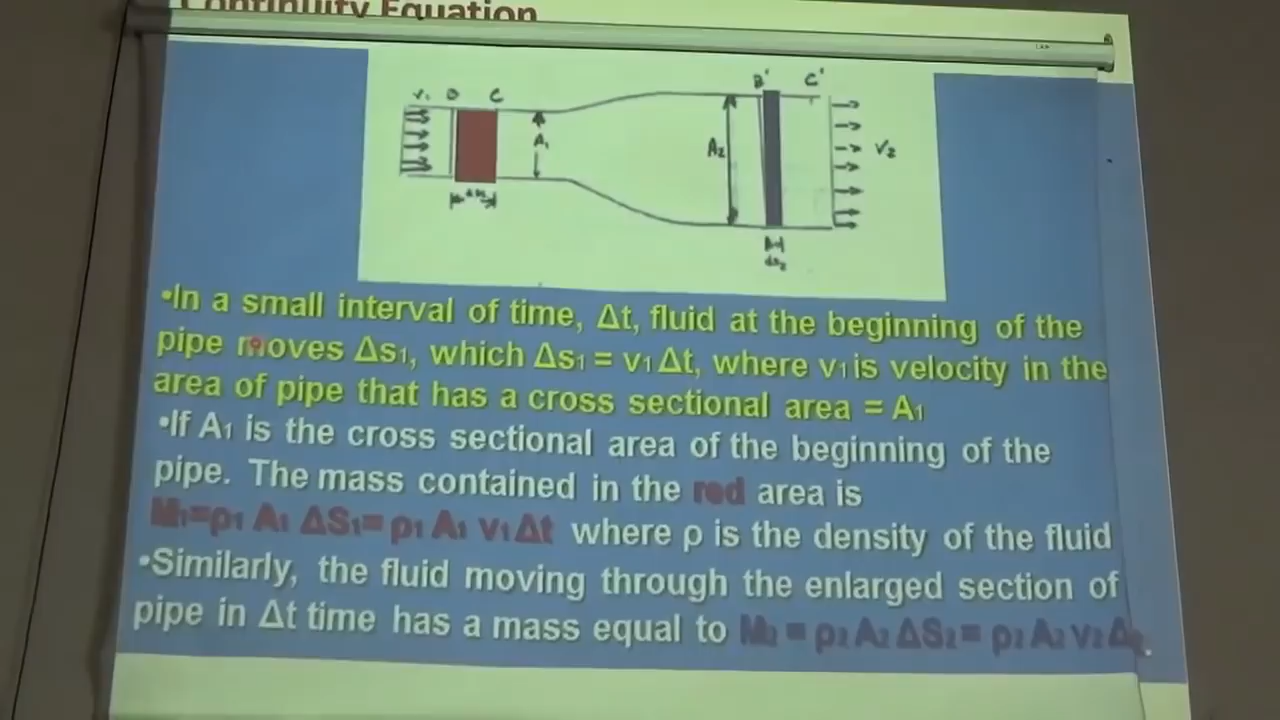 Continuity Equation
V₁ D C B' C'
A₁ A₂ V₂
ds₂
•In a small interval of time, Δt, fluid at the beginning of the
pipe moves Δs₁, which Δs₁ = v₁ Δt, where v₁ is velocity in the
area of pipe that has a cross sectional area = A₁
•If A₁ is the cross sectional area of the beginning of the
pipe. The mass contained in the red area is
M₁=ρ₁ A₁ ΔS₁= ρ₁ A₁ v₁Δt where ρ is the density of the fluid
•Similarly, the fluid moving through the enlarged section of
pipe in Δt time has a mass equal to M₂ = ρ₂ A₂ ΔS₂= ρ₂ A₂ v₂ Δt.